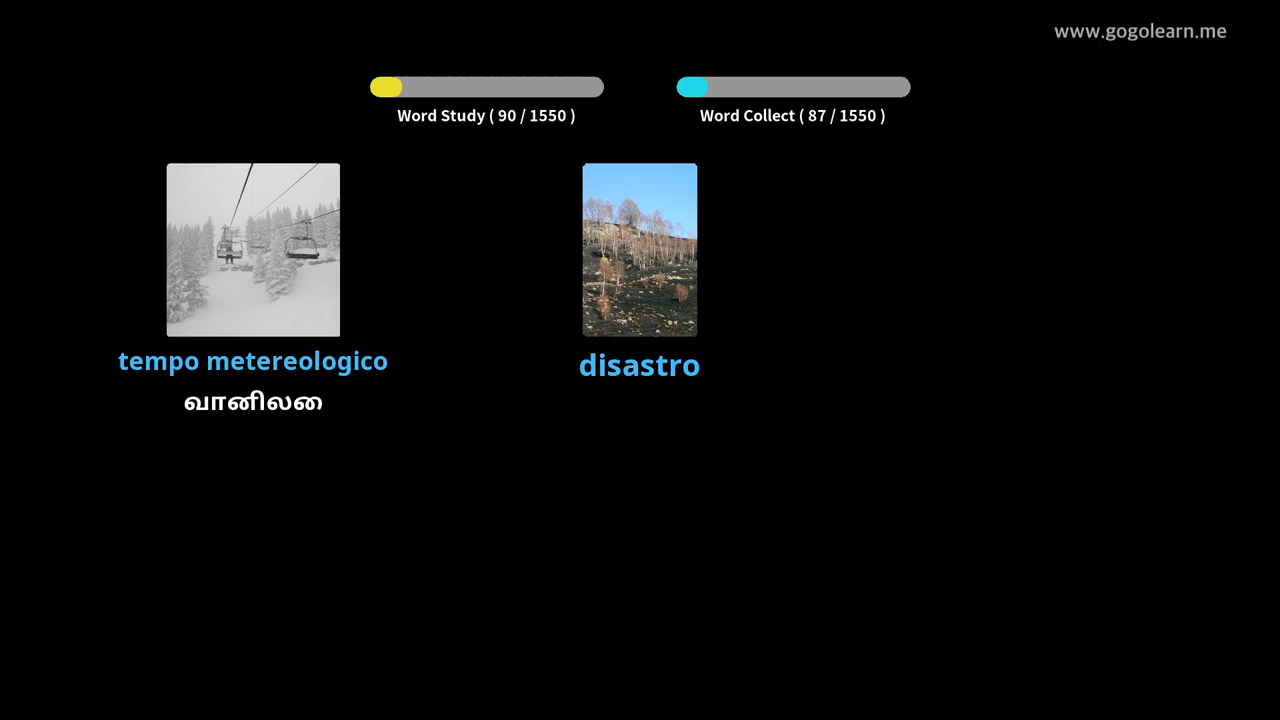 www.gogolearn.me
Word Study ( 90 / 1550 )
Word Collect ( 87 / 1550 )
tempo metereologico
வானிலை
disastro